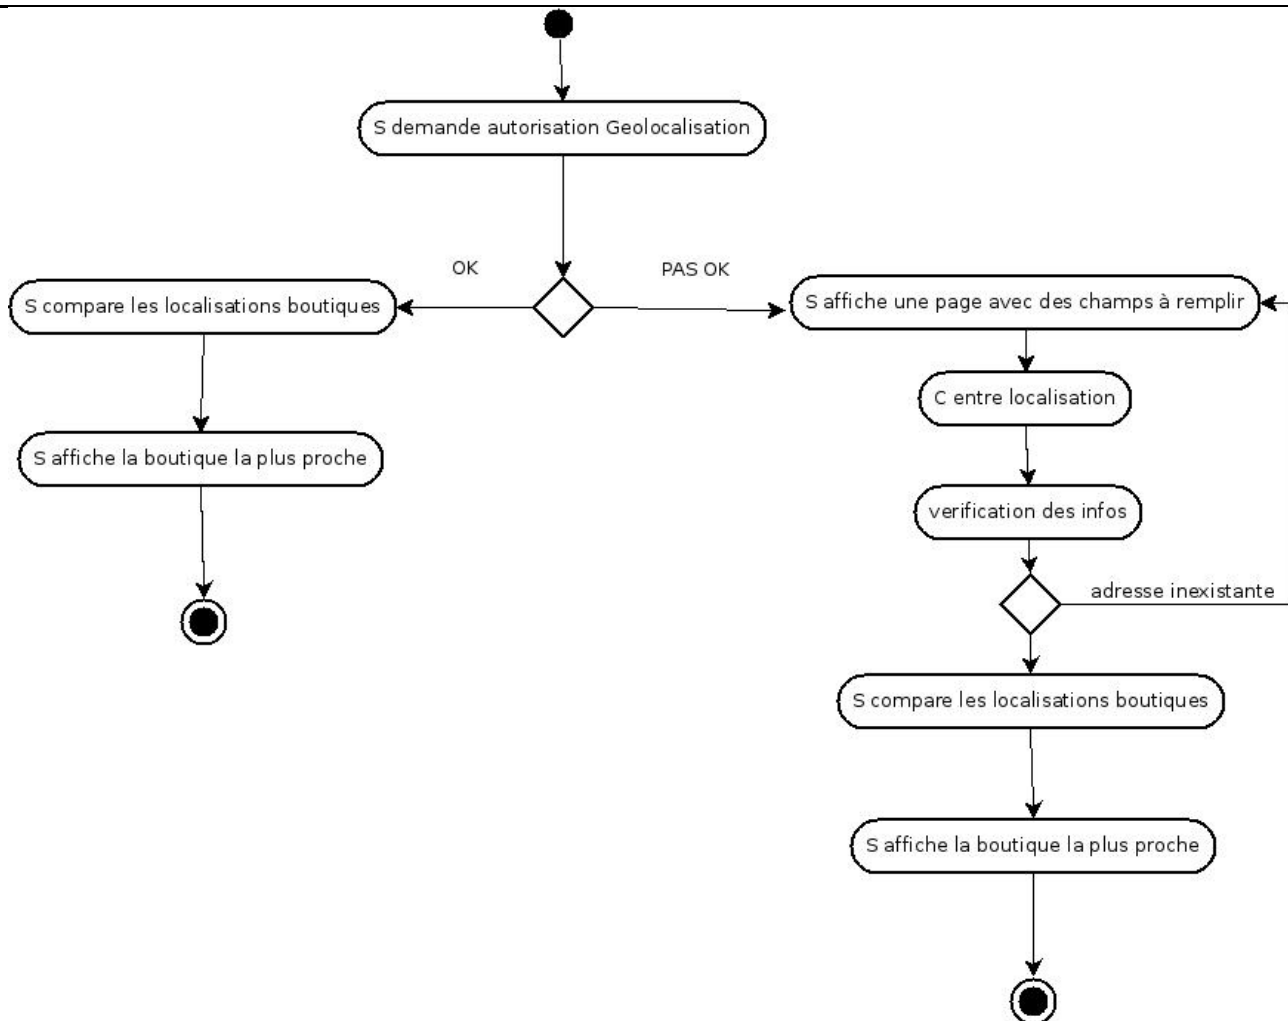 S demande autorisation Geolocalisation
OK
PAS OK
S compare les localisations boutiques
S affiche une page avec des champs à remplir
C entre localisation
S affiche la boutique la plus proche
verification des infos
adresse inexistante
S compare les localisations boutiques
S affiche la boutique la plus proche